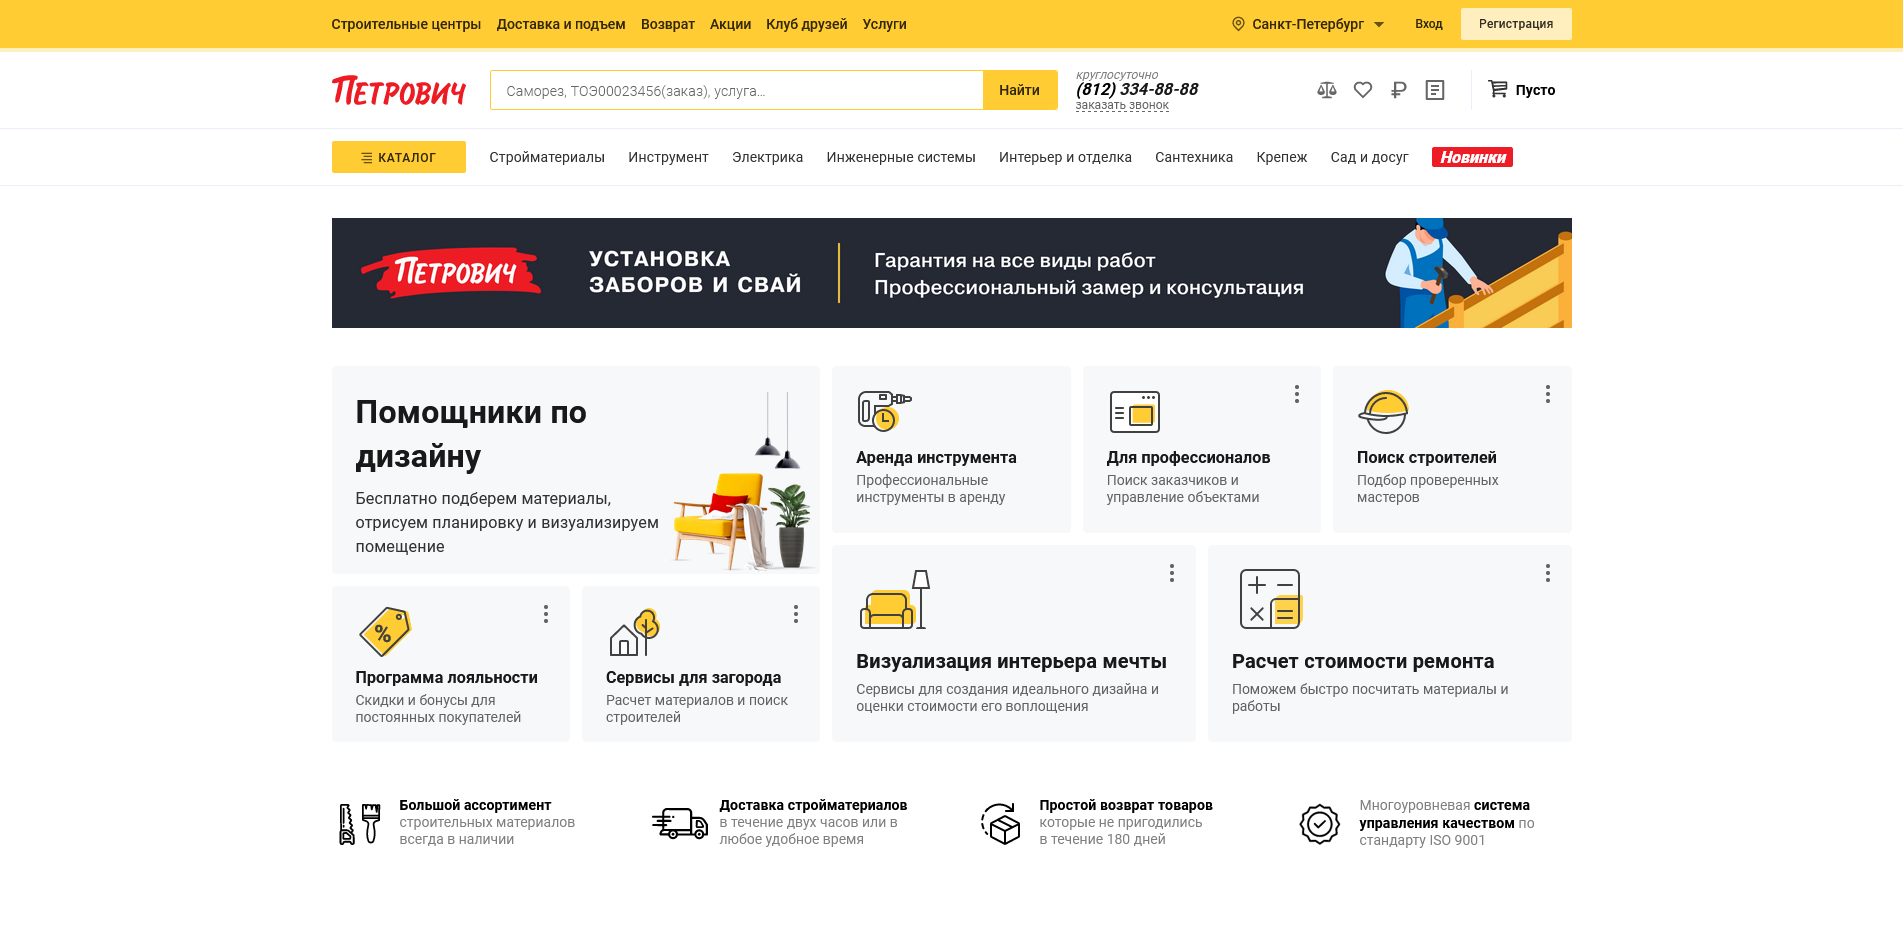 Строительные центры Доставка и подъем Возврат Акции Клуб друзей Услуги Санкт-Петербург Вход Регистрация
ПЕТРОВИЧ
Саморез, ТОЭ00023456(заказ), услуга...
Найти
круглосуточно
(812) 334-88-88
заказать звонок
Пусто
КАТАЛОГ Стройматериалы Инструмент Электрика Инженерные системы Интерьер и отделка Сантехника Крепеж Сад и досуг Новинки
ПЕТРОВИЧ
УСТАНОВКА
ЗАБОРОВ И СВАЙ
Гарантия на все виды работ
Профессиональный замер и консультация
Помощники по
дизайну
Бесплатно подберем материалы,
отрисуем планировку и визуализируем
помещение
Аренда инструмента
Профессиональные
инструменты в аренду
Для профессионалов
Поиск заказчиков и
управление объектами
Поиск строителей
Подбор проверенных
мастеров
%
Программа лояльности
Скидки и бонусы для
постоянных покупателей
Сервисы для загорода
Расчет материалов и поиск
строителей
Визуализация интерьера мечты
Сервисы для создания идеального дизайна и
оценки стоимости его воплощения
Расчет стоимости ремонта
Поможем быстро посчитать материалы и
работы
Большой ассортимент
строительных материалов
всегда в наличии
Доставка стройматериалов
в течение двух часов или в
любое удобное время
Простой возврат товаров
которые не пригодились
в течение 180 дней
Многоуровневая система
управления качеством по
стандарту ISO 9001